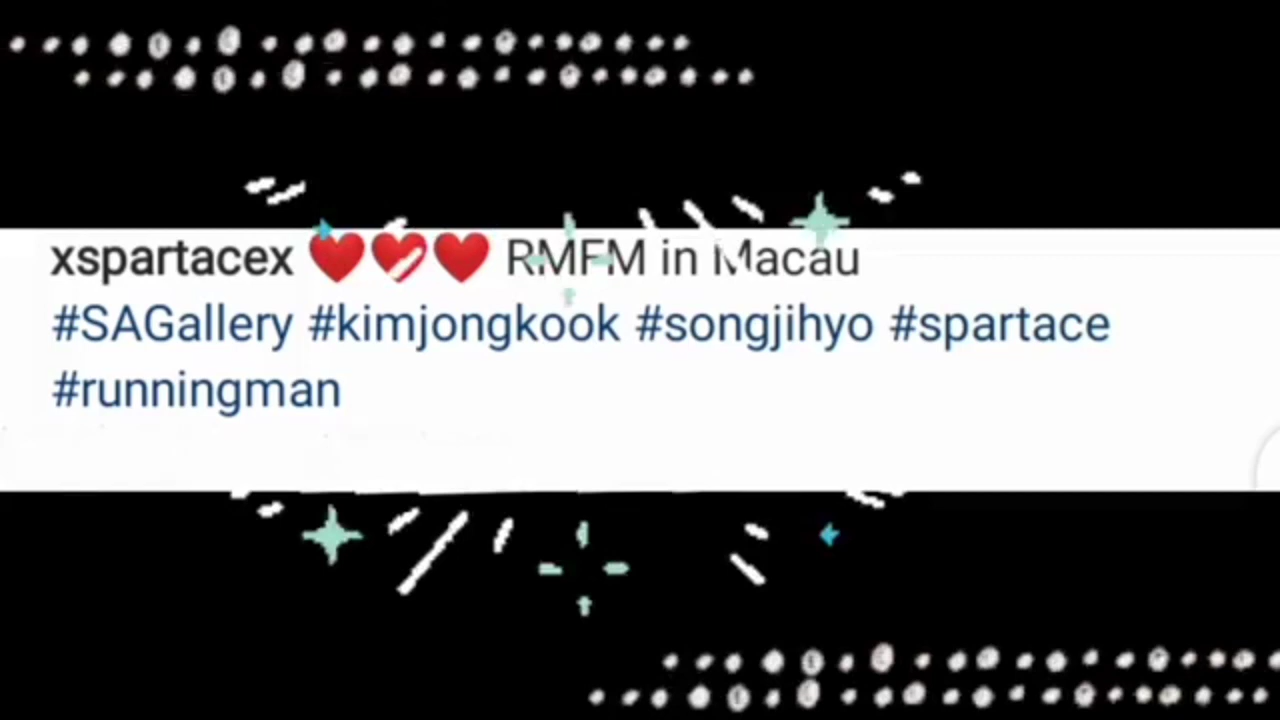 xspartacex ❤️❤️❤️ RMFM in Macau
#SAGallery #kimjongkook #songjihyo #spartace
#runningman